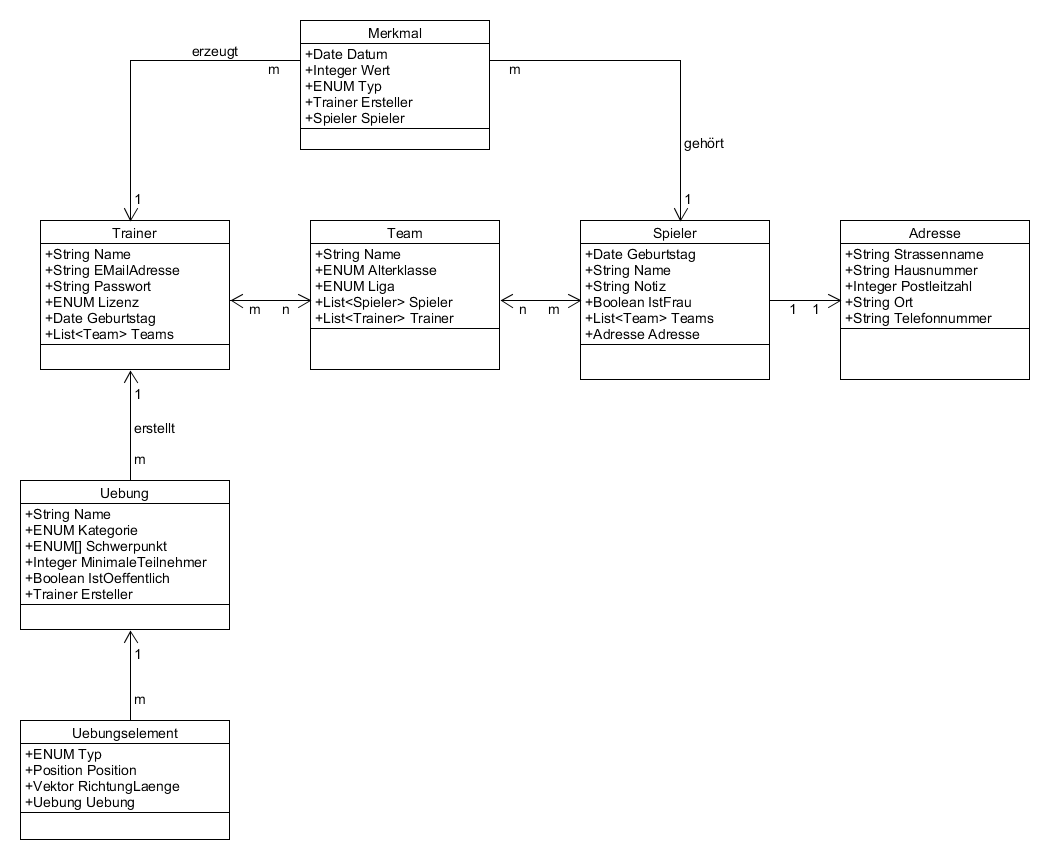 Merkmal
+Date Datum
+Integer Wert
+ENUM Typ
+Trainer Ersteller
+Spieler Spieler
erzeugt
m
m
gehört
1
1
Trainer
+String Name
+String EMailAdresse
+String Passwort
+ENUM Lizenz
+Date Geburtstag
+List<Team> Teams
m
n
Team
+String Name
+ENUM Alterklasse
+ENUM Liga
+List<Spieler> Spieler
+List<Trainer> Trainer
n
m
Spieler
+Date Geburtstag
+String Name
+String Notiz
+Boolean IstFrau
+List<Team> Teams
+Adresse Adresse
1
1
Adresse
+String Strassenname
+String Hausnummer
+Integer Postleitzahl
+String Ort
+String Telefonnummer
1
erstellt
m
Uebung
+String Name
+ENUM Kategorie
+ENUM[] Schwerpunkt
+Integer MinimaleTeilnehmer
+Boolean IstOeffentlich
+Trainer Ersteller
1
m
Uebungselement
+ENUM Typ
+Position Position
+Vektor RichtungLaenge
+Uebung Uebung